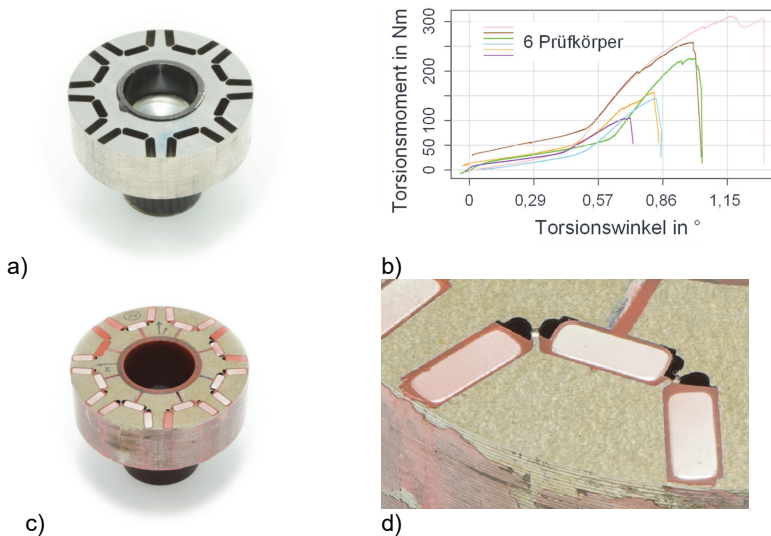 a)
b)
Torsionsmoment in Nm
300
200
100
50
0
6 Prüfkörper
0 0,29 0,57 0,86 1,15
Torsionswinkel in °
c)
d)